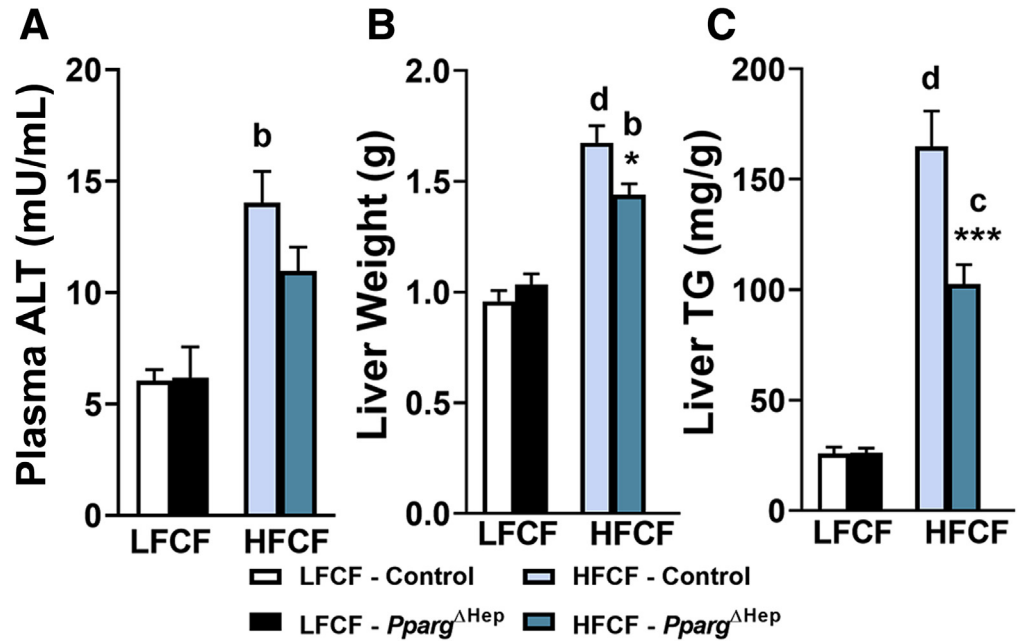 A B C
Plasma ALT (mU/mL)
20
15
10
5
0
b
LFCF HFCF
Liver Weight (g)
2.0
1.5
1.0
0.5
0.0
d
b
*
LFCF HFCF
Liver TG (mg/g)
200
150
100
50
0
d
c
***
LFCF HFCF
LFCF - Control HFCF - Control
LFCF - PpargΔHep HFCF - PpargΔHep